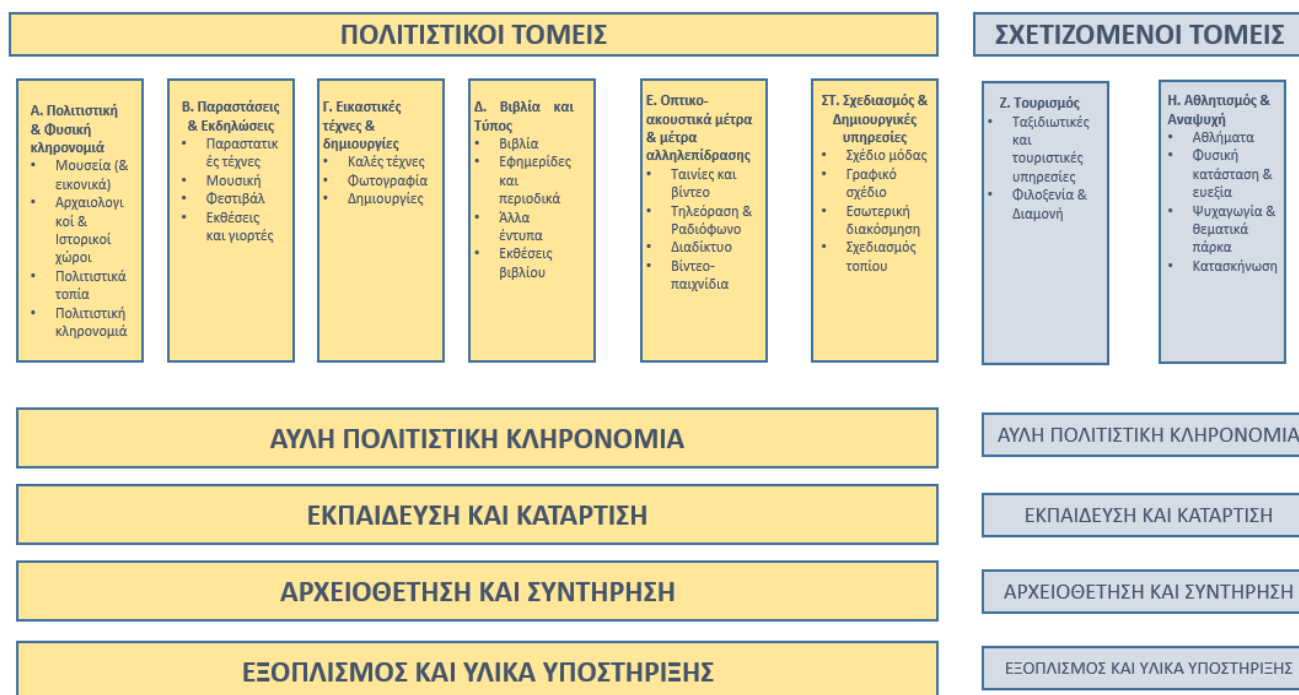 ΠΟΛΙΤΙΣΤΙΚΟΙ ΤΟΜΕΙΣ
ΣΧΕΤΙΖΟΜΕΝΟΙ ΤΟΜΕΙΣ
Α. Πολιτιστική
& Φυσική
κληρονομιά
• Μουσεία (&
εικονικά)
• Αρχαιολογι
κοί &
Ιστορικοί
χώροι
• Πολιτιστικά
τοπία
• Πολιτιστική
κληρονομιά
Β. Παραστάσεις
& Εκδηλώσεις
• Παραστατικ
ές τέχνες
• Μουσική
• Φεστιβάλ
• Εκθέσεις
και γιορτές
Γ. Εικαστικές
τέχνες &
δημιουργίες
• Καλές τέχνες
• Φωτογραφία
• Δημιουργίες
Δ. Βιβλία και
Τύπος
• Βιβλία
• Εφημερίδες
και
περιοδικά
• Άλλα
έντυπα
• Εκθέσεις
βιβλίου
Ε. Οπτικο-
ακουστικά μέτρα
& μέτρα
αλληλεπίδρασης
• Ταινίες και
βίντεο
• Τηλεόραση &
Ραδιόφωνο
• Διαδίκτυο
• Βίντεο-
παιχνίδια
ΣΤ. Σχεδιασμός &
Δημιουργικές
υπηρεσίες
• Σχέδιο μόδας
• Γραφικό
σχέδιο
• Εσωτερική
διακόσμηση
• Σχεδιασμός
τοπίου
Ζ. Τουρισμός
• Ταξιδιωτικές
και
τουριστικές
υπηρεσίες
• Φιλοξενία &
Διαμονή
Η. Αθλητισμός &
Αναψυχή
• Αθλήματα
• Φυσική
κατάσταση &
ευεξία
• Ψυχαγωγία &
θεματικά
πάρκα
• Κατασκήνωση
ΑΥΛΗ ΠΟΛΙΤΙΣΤΙΚΗ ΚΛΗΡΟΝΟΜΙΑ
ΑΥΛΗ ΠΟΛΙΤΙΣΤΙΚΗ ΚΛΗΡΟΝΟΜΙΑ
ΕΚΠΑΙΔΕΥΣΗ ΚΑΙ ΚΑΤΑΡΤΙΣΗ
ΕΚΠΑΙΔΕΥΣΗ ΚΑΙ ΚΑΤΑΡΤΙΣΗ
ΑΡΧΕΙΟΘΕΤΗΣΗ ΚΑΙ ΣΥΝΤΗΡΗΣΗ
ΑΡΧΕΙΟΘΕΤΗΣΗ ΚΑΙ ΣΥΝΤΗΡΗΣΗ
ΕΞΟΠΛΙΣΜΟΣ ΚΑΙ ΥΛΙΚΑ ΥΠΟΣΤΗΡΙΞΗΣ
ΕΞΟΠΛΙΣΜΟΣ ΚΑΙ ΥΛΙΚΑ ΥΠΟΣΤΗΡΙΞΗΣ